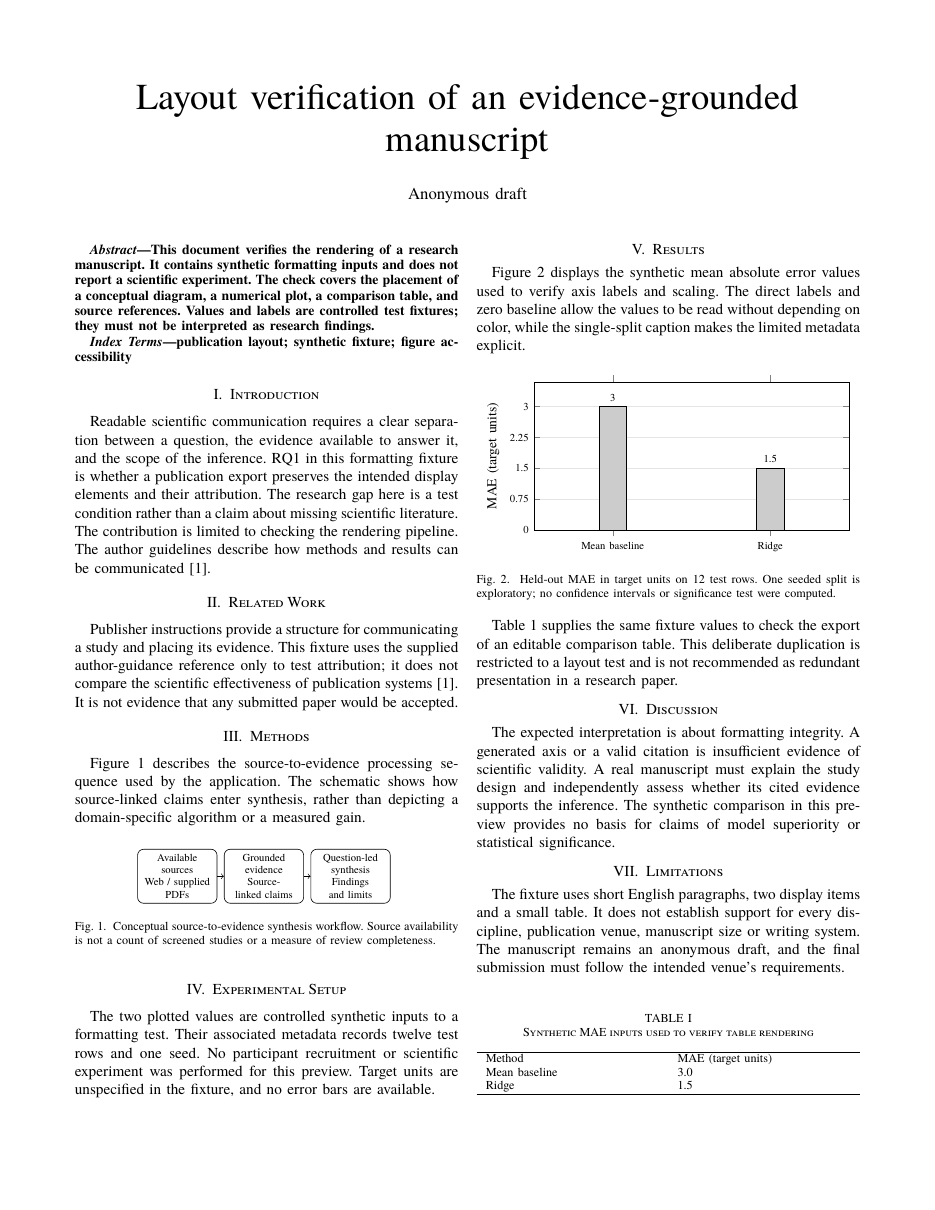 Layout verification of an evidence-grounded
manuscript
Anonymous draft
Abstract—This document verifies the rendering of a research
manuscript. It contains synthetic formatting inputs and does not
report a scientific experiment. The check covers the placement of
a conceptual diagram, a numerical plot, a comparison table, and
source references. Values and labels are controlled test fixtures;
they must not be interpreted as research findings.
Index Terms—publication layout; synthetic fixture; figure ac-
cessibility
I. Introduction
Readable scientific communication requires a clear separa-
tion between a question, the evidence available to answer it,
and the scope of the inference. RQ1 in this formatting fixture
is whether a publication export preserves the intended display
elements and their attribution. The research gap here is a test
condition rather than a claim about missing scientific literature.
The contribution is limited to checking the rendering pipeline.
The author guidelines describe how methods and results can
be communicated [1].
II. Related Work
Publisher instructions provide a structure for communicating
a study and placing its evidence. This fixture uses the supplied
author-guidance reference only to test attribution; it does not
compare the scientific effectiveness of publication systems [1].
It is not evidence that any submitted paper would be accepted.
III. Methods
Figure 1 describes the source-to-evidence processing se-
quence used by the application. The schematic shows how
source-linked claims enter synthesis, rather than depicting a
domain-specific algorithm or a measured gain.
Available
sources
Web / supplied
PDFs
Grounded
evidence
Source-
linked claims
Question-led
synthesis
Findings
and limits
Fig. 1. Conceptual source-to-evidence synthesis workflow. Source availability
is not a count of screened studies or a measure of review completeness.
IV. Experimental Setup
The two plotted values are controlled synthetic inputs to a
formatting test. Their associated metadata records twelve test
rows and one seed. No participant recruitment or scientific
experiment was performed for this preview. Target units are
unspecified in the fixture, and no error bars are available.
V. Results
Figure 2 displays the synthetic mean absolute error values
used to verify axis labels and scaling. The direct labels and
zero baseline allow the values to be read without depending on
color, while the single-split caption makes the limited metadata
explicit.
MAE (target units)
3
2.25
1.5
0.75
0
3
1.5
Mean baseline
Ridge
Fig. 2. Held-out MAE in target units on 12 test rows. One seeded split is
exploratory; no confidence intervals or significance test were computed.
Table 1 supplies the same fixture values to check the export
of an editable comparison table. This deliberate duplication is
restricted to a layout test and is not recommended as redundant
presentation in a research paper.
VI. Discussion
The expected interpretation is about formatting integrity. A
generated axis or a valid citation is insufficient evidence of
scientific validity. A real manuscript must explain the study
design and independently assess whether its cited evidence
supports the inference. The synthetic comparison in this pre-
view provides no basis for claims of model superiority or
statistical significance.
VII. Limitations
The fixture uses short English paragraphs, two display items
and a small table. It does not establish support for every dis-
cipline, publication venue, manuscript size or writing system.
The manuscript remains an anonymous draft, and the final
submission must follow the intended venue's requirements.
TABLE I
Synthetic MAE inputs used to verify table rendering
Method MAE (target units)
Mean baseline 3.0
Ridge 1.5